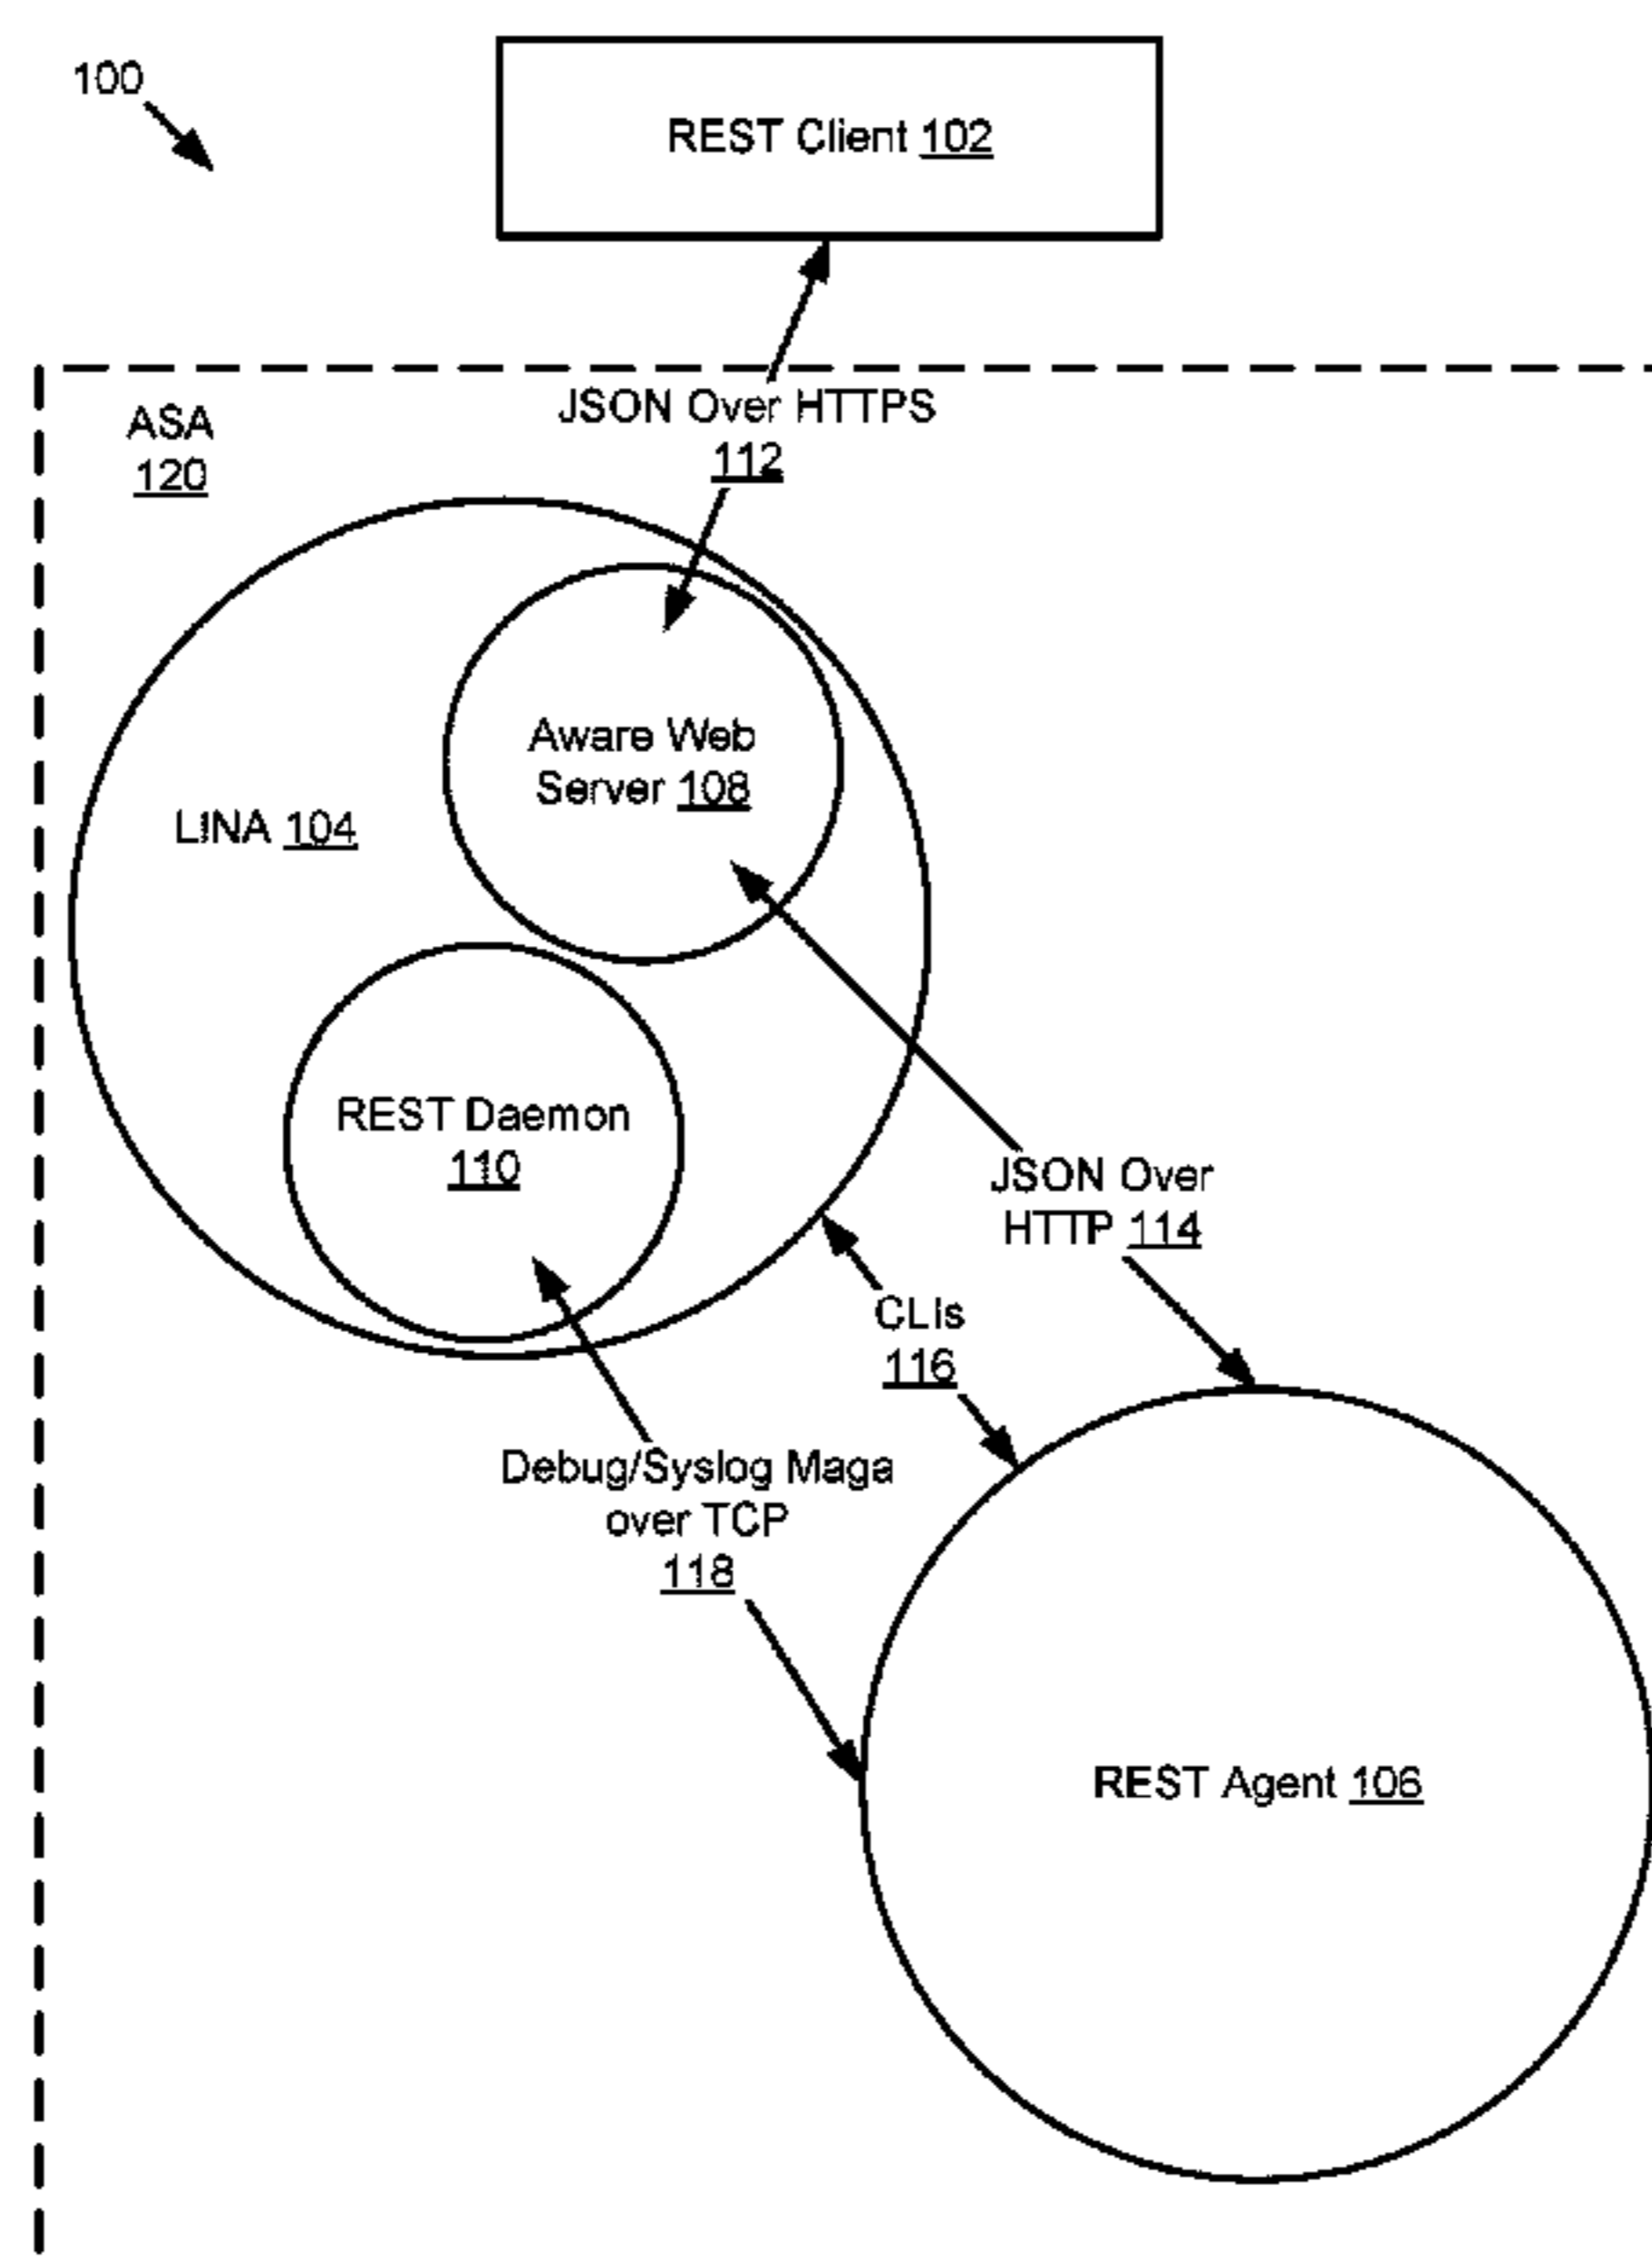 100
REST Client 102
ASA
120
JSON Over HTTPS
112
Aware Web
Server 108
LINA 104
REST Daemon
110
JSON Over
HTTP 114
CLIs
116
Debug/Syslog Maga
over TCP
118
REST Agent 106